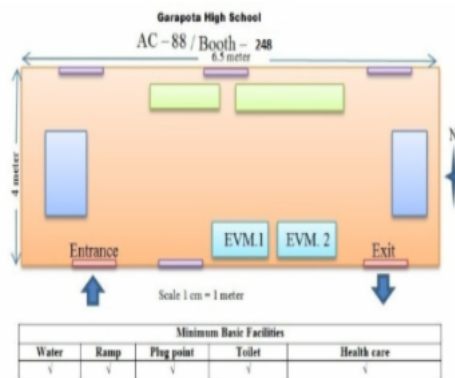 Garapota High School
AC – 88 / Booth – 248
6.5 meter
4 meter
N
EVM.1 EVM. 2
Entrance Exit
Scale 1 cm = 1 meter
Minimum Basic Facilities
Water Ramp Plug point Toilet Health care
√ √ √ √ √